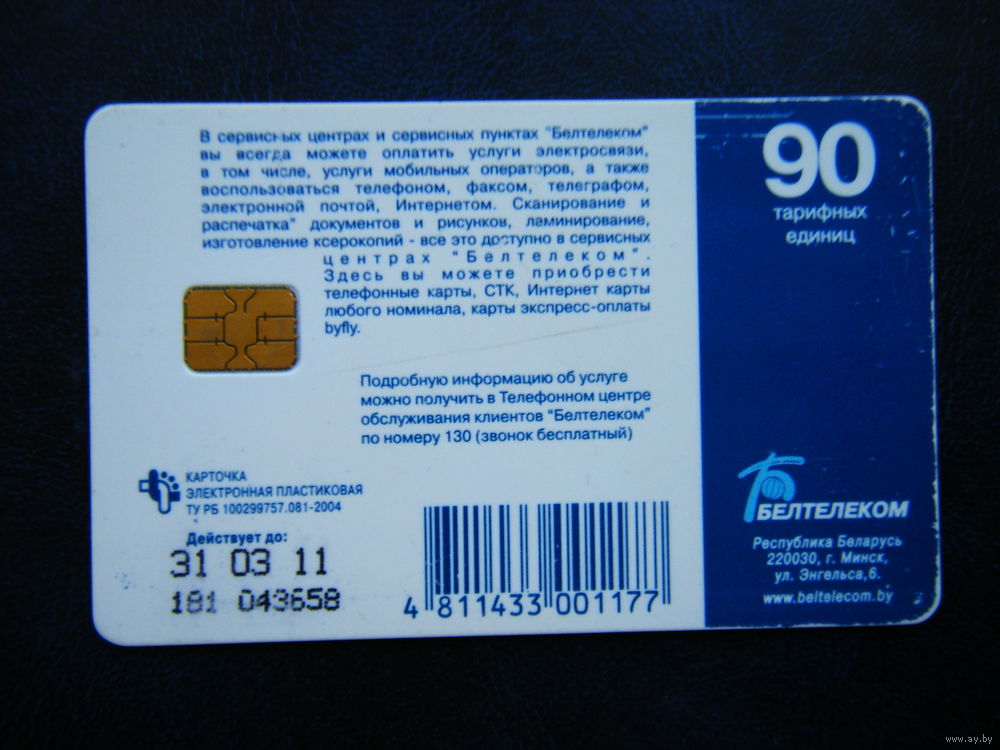 В сервисных центрах и сервисных пунктах "Белтелеком"
вы всегда можете оплатить услуги электросвязи,
в том числе, услуги мобильных операторов, а также
воспользоваться телефоном, факсом, телеграфом,
электронной почтой, Интернетом. Сканирование и
распечатка" документов и рисунков, ламинирование,
изготовление ксерокопий - все это доступно в сервисных
центрах "Белтелеком".
Здесь вы можете приобрести
телефонные карты, СТК, Интернет карты
любого номинала, карты экспресс-оплаты
byfly.
Подробную информацию об услуге
можно получить в Телефонном центре
обслуживания клиентов "Белтелеком"
по номеру 130 (звонок бесплатный)
КАРТОЧКА
ЭЛЕКТРОННАЯ ПЛАСТИКОВАЯ
ТУ РБ 100299757.081-2004
Действует до:
31 03 11
181 043658
4 811433 001177
90
тарифных
единиц
БЕЛТЕЛЕКОМ
Республика Беларусь
220030, г. Минск,
ул. Энгельса,6.
www.beltelecom.by
www.ay.by